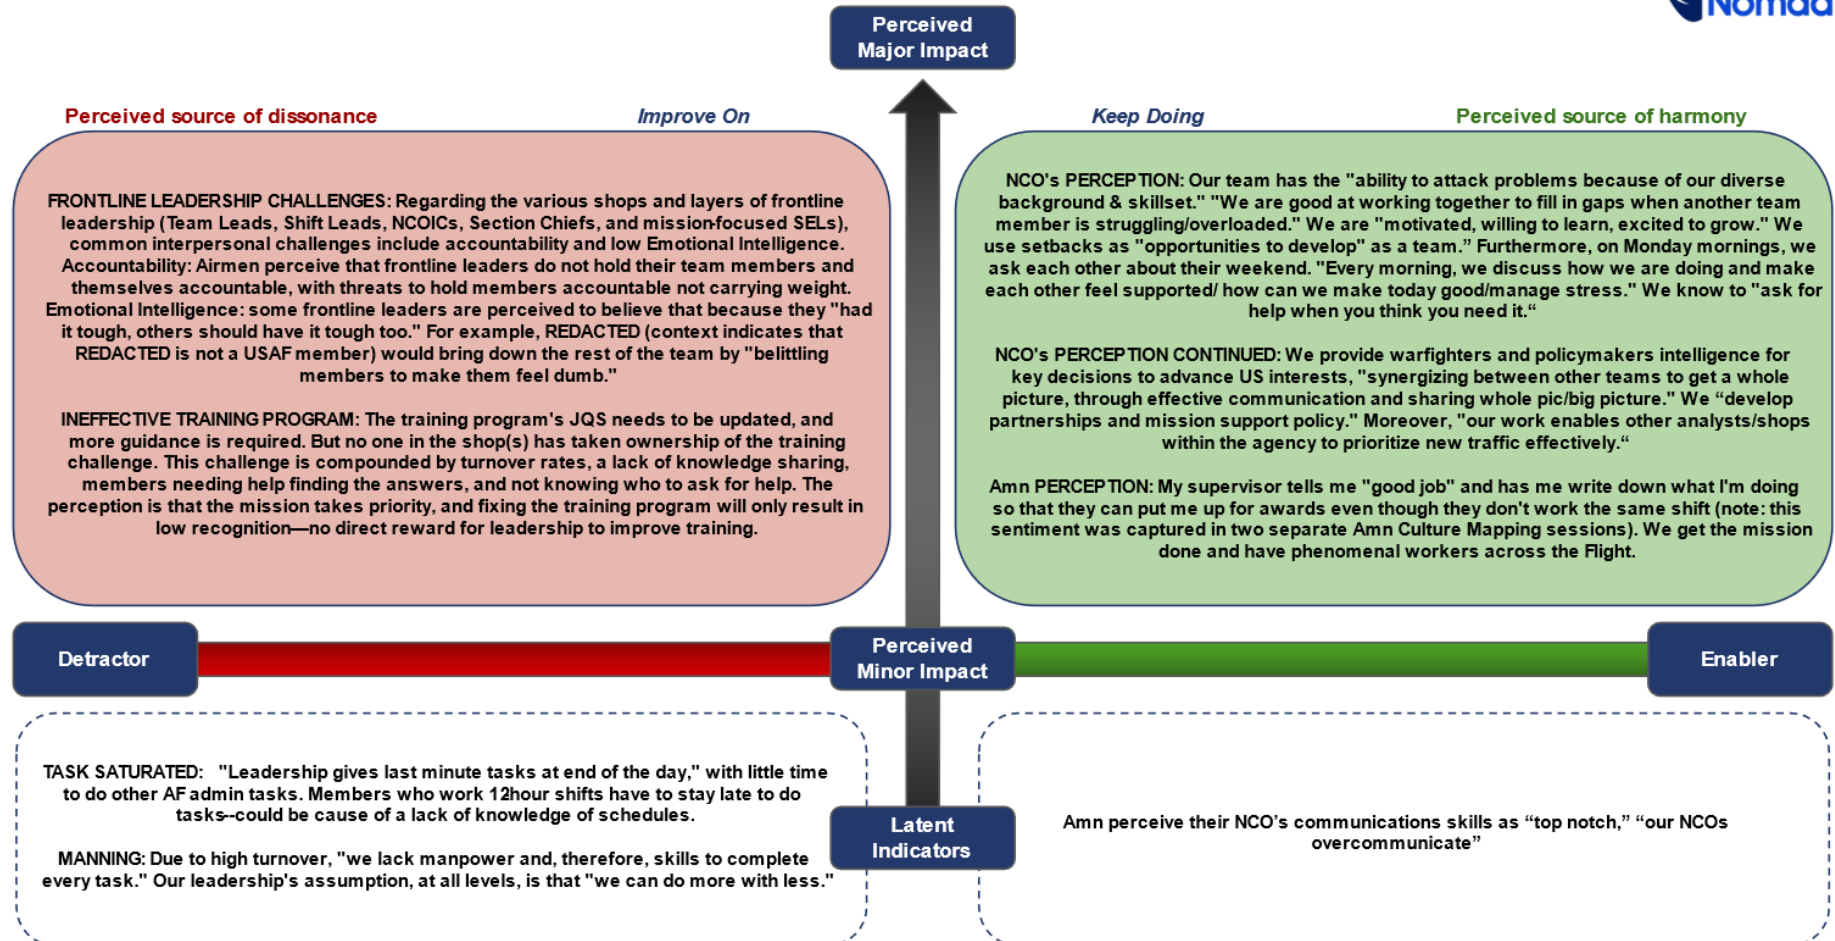 Nomad
Perceived
Major Impact
Perceived source of dissonance
Improve On
Keep Doing
Perceived source of harmony
FRONTLINE LEADERSHIP CHALLENGES: Regarding the various shops and layers of frontline
leadership (Team Leads, Shift Leads, NCOICs, Section Chiefs, and mission-focused SELs),
common interpersonal challenges include accountability and low Emotional Intelligence.
Accountability: Airmen perceive that frontline leaders do not hold their team members and
themselves accountable, with threats to hold members accountable not carrying weight.
Emotional Intelligence: some frontline leaders are perceived to believe that because they "had
it tough, others should have it tough too." For example, REDACTED (context indicates that
REDACTED is not a USAF member) would bring down the rest of the team by "belittling
members to make them feel dumb."
INEFFECTIVE TRAINING PROGRAM: The training program's JQS needs to be updated, and
more guidance is required. But no one in the shop(s) has taken ownership of the training
challenge. This challenge is compounded by turnover rates, a lack of knowledge sharing,
members needing help finding the answers, and not knowing who to ask for help. The
perception is that the mission takes priority, and fixing the training program will only result in
low recognition—no direct reward for leadership to improve training.
NCO's PERCEPTION: Our team has the "ability to attack problems because of our diverse
background & skillset." "We are good at working together to fill in gaps when another team
member is struggling/overloaded." We are "motivated, willing to learn, excited to grow." We
use setbacks as "opportunities to develop" as a team.” Furthermore, on Monday mornings, we
ask each other about their weekend. "Every morning, we discuss how we are doing and make
each other feel supported/ how can we make today good/manage stress." We know to "ask for
help when you think you need it.“
NCO's PERCEPTION CONTINUED: We provide warfighters and policymakers intelligence for
key decisions to advance US interests, "synergizing between other teams to get a whole
picture, through effective communication and sharing whole pic/big picture." We “develop
partnerships and mission support policy." Moreover, "our work enables other analysts/shops
within the agency to prioritize new traffic effectively.“
Amn PERCEPTION: My supervisor tells me "good job" and has me write down what I'm doing
so that they can put me up for awards even though they don't work the same shift (note: this
sentiment was captured in two separate Amn Culture Mapping sessions). We get the mission
done and have phenomenal workers across the Flight.
Detractor
Perceived
Minor Impact
Enabler
TASK SATURATED: "Leadership gives last minute tasks at end of the day," with little time
to do other AF admin tasks. Members who work 12hour shifts have to stay late to do
tasks--could be cause of a lack of knowledge of schedules.
MANNING: Due to high turnover, "we lack manpower and, therefore, skills to complete
every task." Our leadership's assumption, at all levels, is that "we can do more with less."
Latent
Indicators
Amn perceive their NCO’s communications skills as “top notch,” “our NCOs
overcommunicate”